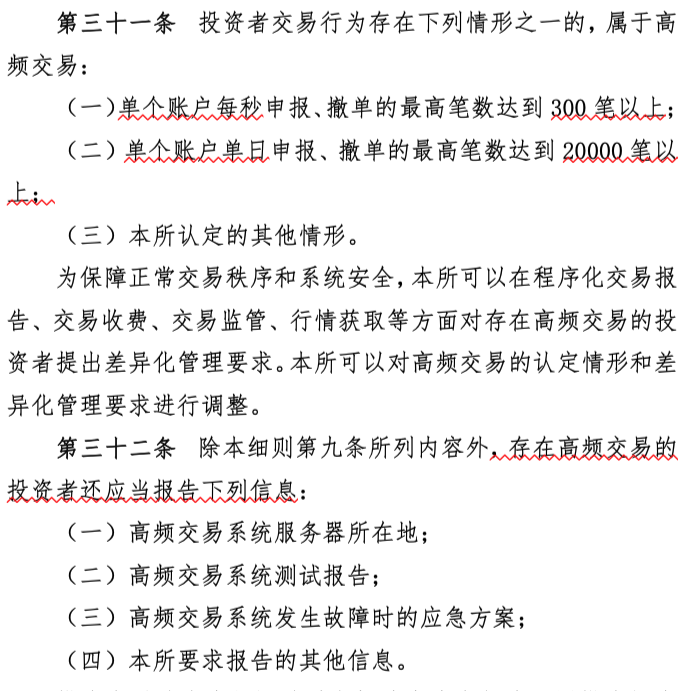 第三十一条 投资者交易行为存在下列情形之一的，属于高
频交易：
（一）单个账户每秒申报、撤单的最高笔数达到 300 笔以上；
（二）单个账户单日申报、撤单的最高笔数达到 20000 笔以
上；
（三）本所认定的其他情形。
为保障正常交易秩序和系统安全，本所可以在程序化交易报
告、交易收费、交易监管、行情获取等方面对存在高频交易的投
资者提出差异化管理要求。本所可以对高频交易的认定情形和差
异化管理要求进行调整。
第三十二条 除本细则第九条所列内容外，存在高频交易的
投资者还应当报告下列信息：
（一）高频交易系统服务器所在地；
（二）高频交易系统测试报告；
（三）高频交易系统发生故障时的应急方案；
（四）本所要求报告的其他信息。